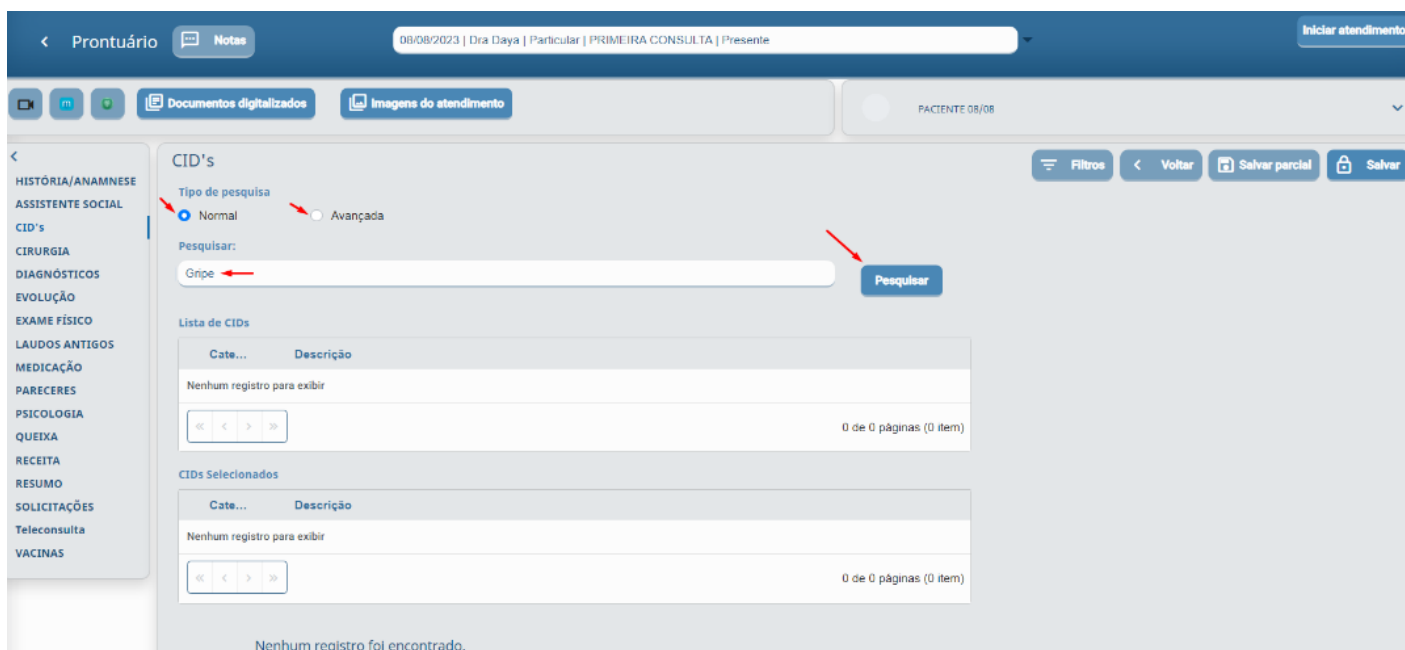 Prontuário
Notas
08/08/2023 | Dra Daya | Particular | PRIMEIRA CONSULTA | Presente
Iniciar atendimento
Documentos digitalizados
Imagens do atendimento
PACIENTE 08/08
HISTÓRIA/ANAMNESE
ASSISTENTE SOCIAL
CID's
CIRURGIA
DIAGNÓSTICOS
EVOLUÇÃO
EXAME FÍSICO
LAUDOS ANTIGOS
MEDICAÇÃO
PARECERES
PSICOLOGIA
QUEIXA
RECEITA
RESUMO
SOLICITAÇÕES
Teleconsulta
VACINAS
CID's
Filtros
Voltar
Salvar parcial
Salvar
Tipo de pesquisa
Normal
Avançada
Pesquisar:
Gripe
Pesquisar
Lista de CIDs
Cate... Descrição
Nenhum registro para exibir
0 de 0 páginas (0 item)
CIDs Selecionados
Cate... Descrição
Nenhum registro para exibir
0 de 0 páginas (0 item)
Nenhum registro foi encontrado.